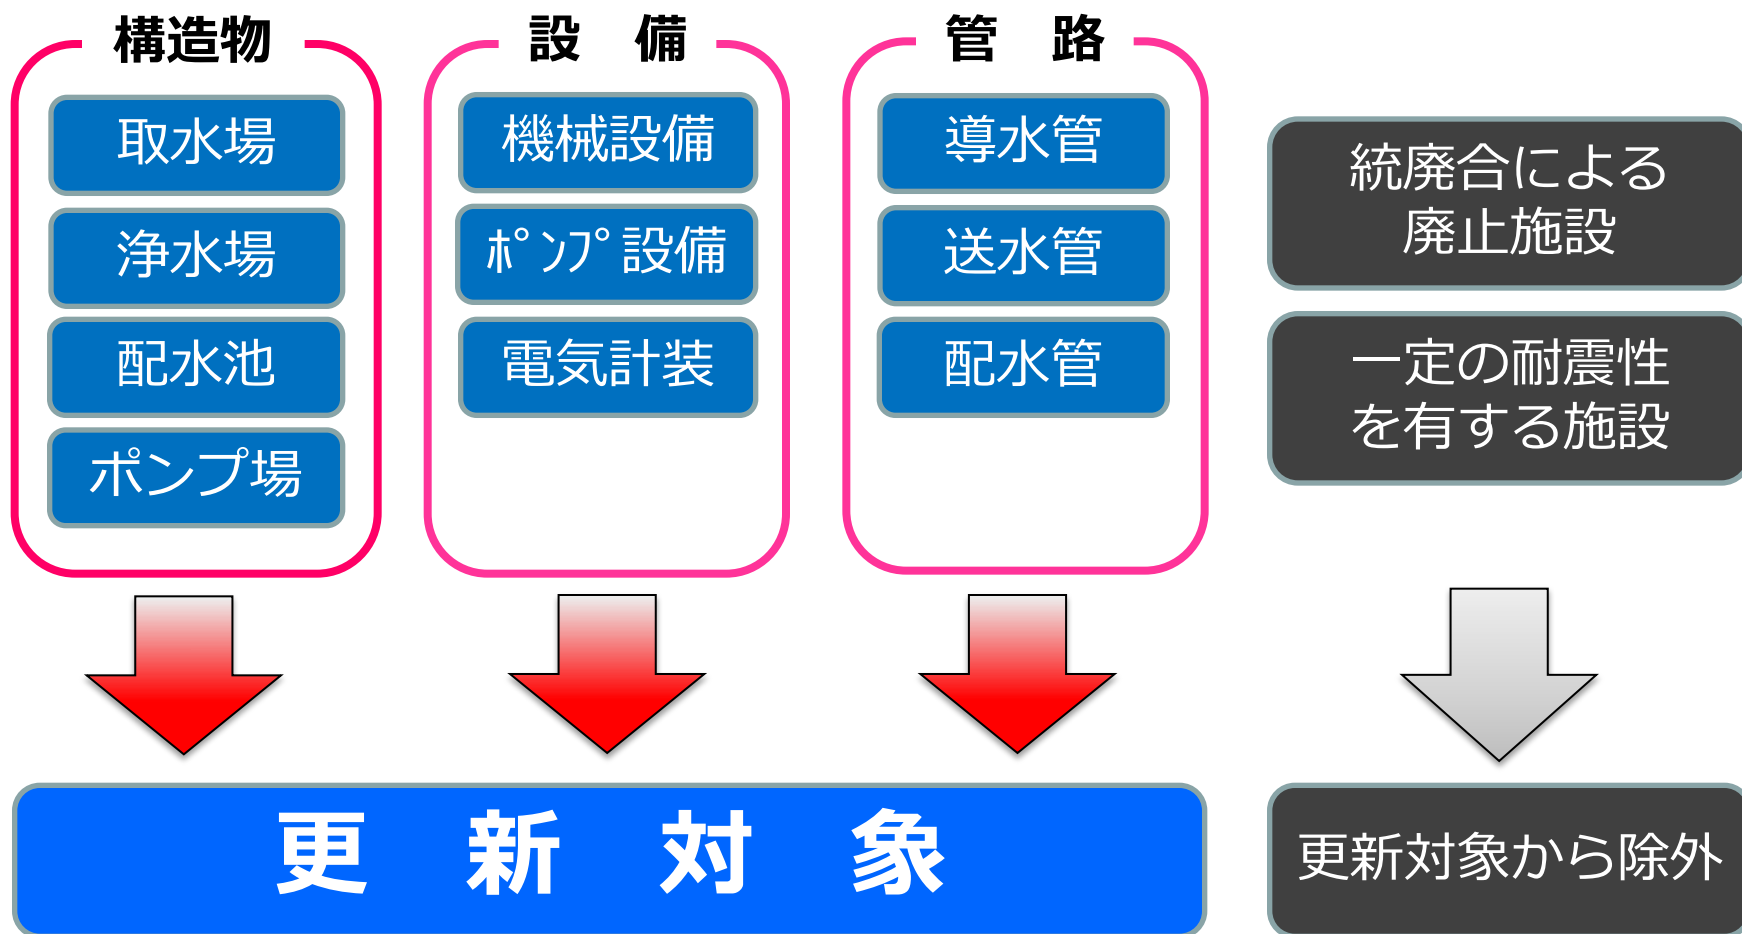 構造物
取水場
浄水場
配水池
ポンプ場
設　備
機械設備
ﾎﾟﾝﾌﾟ設備
電気計装
管　路
導水管
送水管
配水管
統廃合による
廃止施設
一定の耐震性
を有する施設
更　新　対　象
更新対象から除外